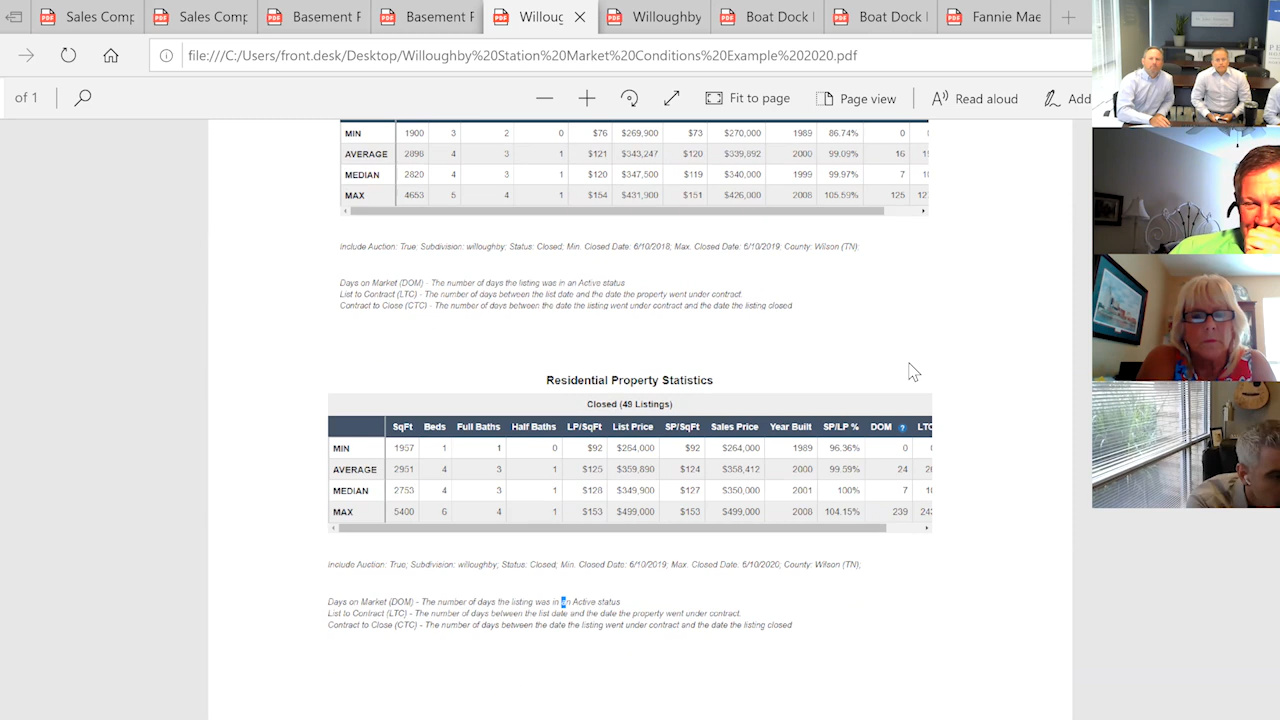 Sales Comp
Sales Comp
Basement F
Basement F
Willoug
Willoughby
Boat Dock
Boat Dock
Fannie Mae
file:///C:/Users/front.desk/Desktop/Willoughby%20Station%20Market%20Conditions%20Example%202020.pdf
of 1
Fit to page
Page view
Read aloud
Add
MIN 1900 3 2 0 $76 $269,900 $73 $270,000 1989 86.74% 0
AVERAGE 2898 4 3 1 $121 $343,247 $120 $339,892 2000 99.09% 16
MEDIAN 2820 4 3 1 $120 $347,500 $119 $340,000 1999 99.97% 7
MAX 4653 5 4 1 $154 $431,900 $151 $426,000 2008 105.59% 125
Include Auction: True; Subdivision: willoughby; Status: Closed; Min. Closed Date: 6/10/2018; Max. Closed Date: 6/10/2019; County: Wilson (TN);
Days on Market (DOM) - The number of days the listing was in an Active status
List to Contract (LTC) - The number of days between the list date and the date the property went under contract.
Contract to Close (CTC) - The number of days between the date the listing went under contract and the date the listing closed
Residential Property Statistics
Closed (49 Listings)
SqFt Beds Full Baths Half Baths LP/SqFt List Price SP/SqFt Sales Price Year Built SP/LP % DOM ? LTC
MIN 1957 1 1 0 $92 $264,000 $92 $264,000 1989 96.36% 0
AVERAGE 2951 4 3 1 $125 $359,890 $124 $358,412 2000 99.59% 24
MEDIAN 2753 4 3 1 $128 $349,900 $127 $350,000 2001 100% 7
MAX 5400 6 4 1 $153 $499,000 $153 $499,000 2008 104.15% 239
Include Auction: True; Subdivision: willoughby; Status: Closed; Min. Closed Date: 6/10/2019; Max. Closed Date: 6/10/2020; County: Wilson (TN);
Days on Market (DOM) - The number of days the listing was in an Active status
List to Contract (LTC) - The number of days between the list date and the date the property went under contract.
Contract to Close (CTC) - The number of days between the date the listing went under contract and the date the listing closed